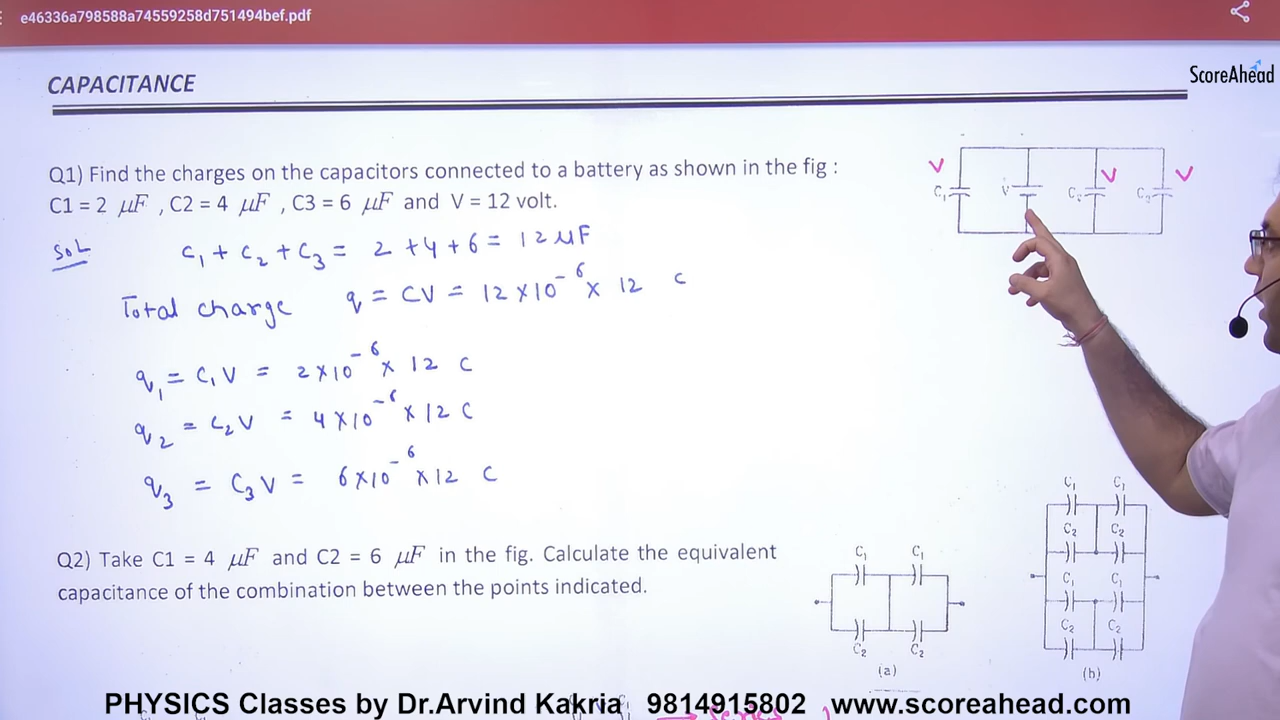 e46336a798588a74559258d751494bef.pdf
CAPACITANCE
ScoreAhead
Q1) Find the charges on the capacitors connected to a battery as shown in the fig :
C1 = 2 μF , C2 = 4 μF , C3 = 6 μF and V = 12 volt.
V
V
V
C₁
V
Sol
C₁ + C₂ + C₃ = 2 + 4 + 6 = 12 μF
Total charge q = CV = 12 × 10⁻⁶ × 12 C
q₁ = C₁V = 2×10⁻⁶ × 12 C
q₂ = C₂V = 4×10⁻⁶ × 12 C
q₃ = C₃V = 6×10⁻⁶ × 12 C
Q2) Take C1 = 4 μF and C2 = 6 μF in the fig. Calculate the equivalent
capacitance of the combination between the points indicated.
C₁ C₁
C₂ C₂
(a)
C₁ C₁
C₂ C₂
C₁ C₁
C₂ C₂
(b)
PHYSICS Classes by Dr.Arvind Kakria 9814915802 www.scoreahead.com